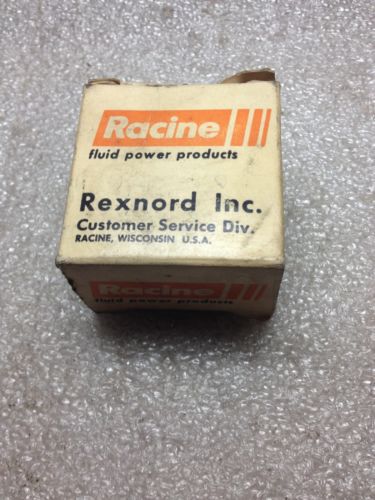 Racine
fluid power products
Rexnord Inc.
Customer Service Div.
RACINE, WISCONSIN U.S.A.
Racine
fluid power products